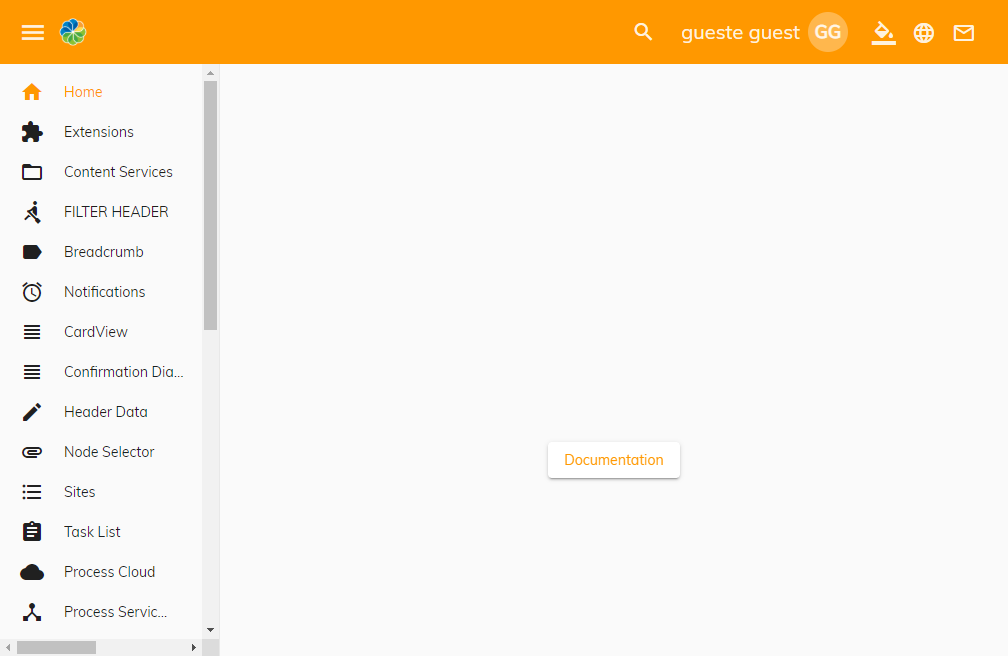 gueste guest GG
Home
Extensions
Content Services
FILTER HEADER
Breadcrumb
Notifications
CardView
Confirmation Dia...
Header Data
Node Selector
Sites
Task List
Process Cloud
Process Servic...
Documentation